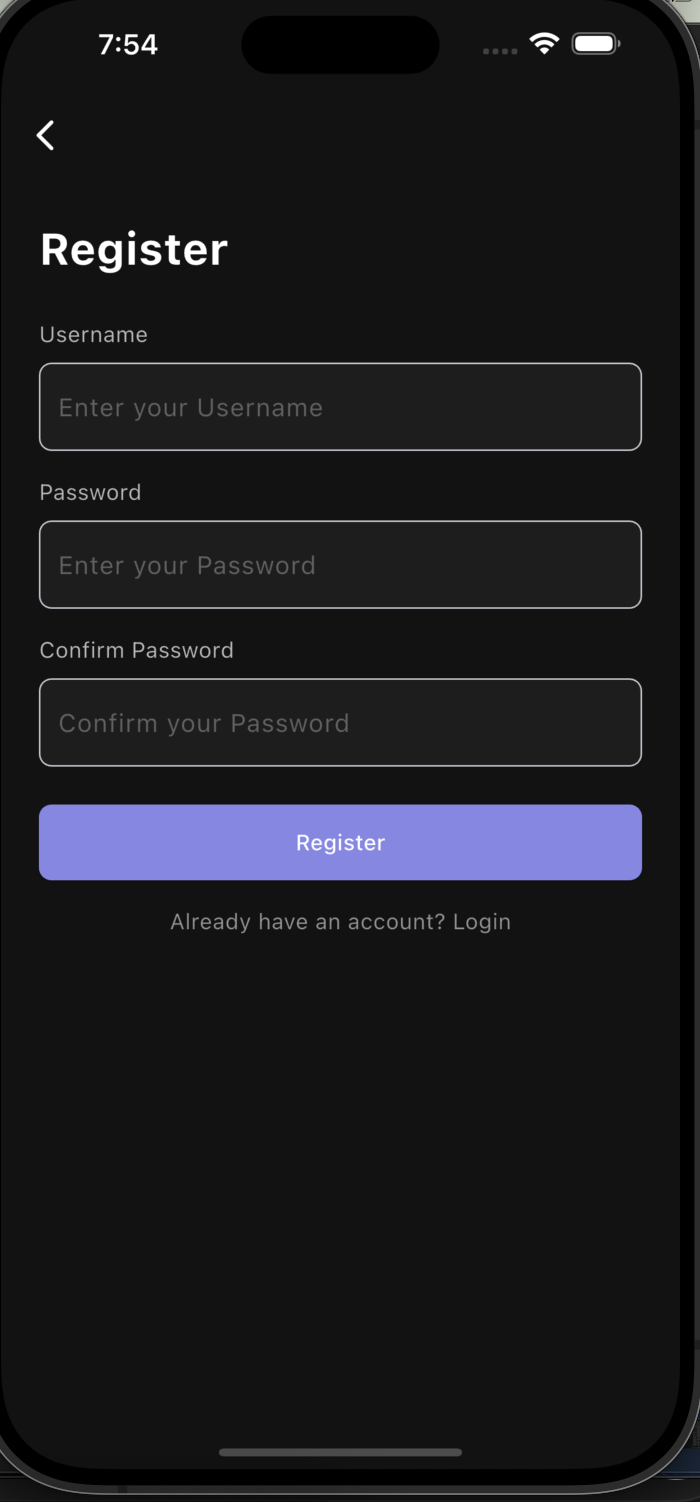 7:54
Register
Username
Enter your Username
Password
Enter your Password
Confirm Password
Confirm your Password
Register
Already have an account? Login